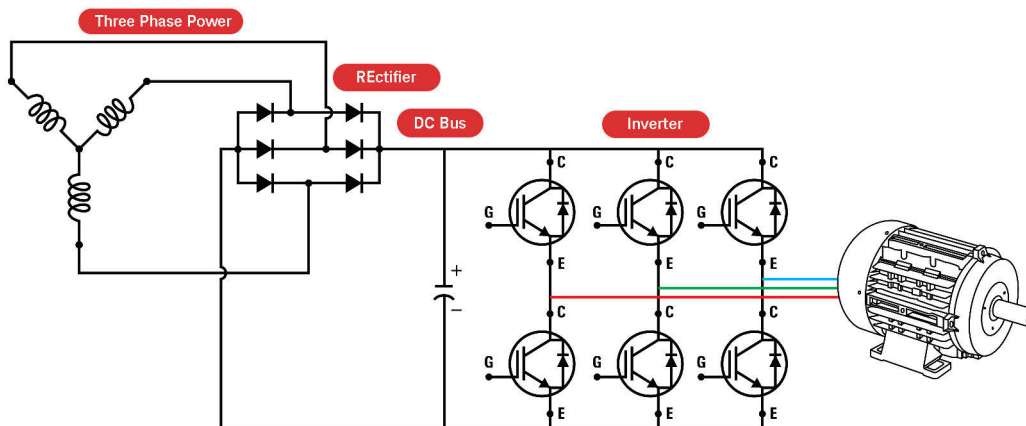 Three Phase Power
REctifier
DC Bus
Inverter
C C C
G G G
E E E
+
−
C C C
G G G
E E E